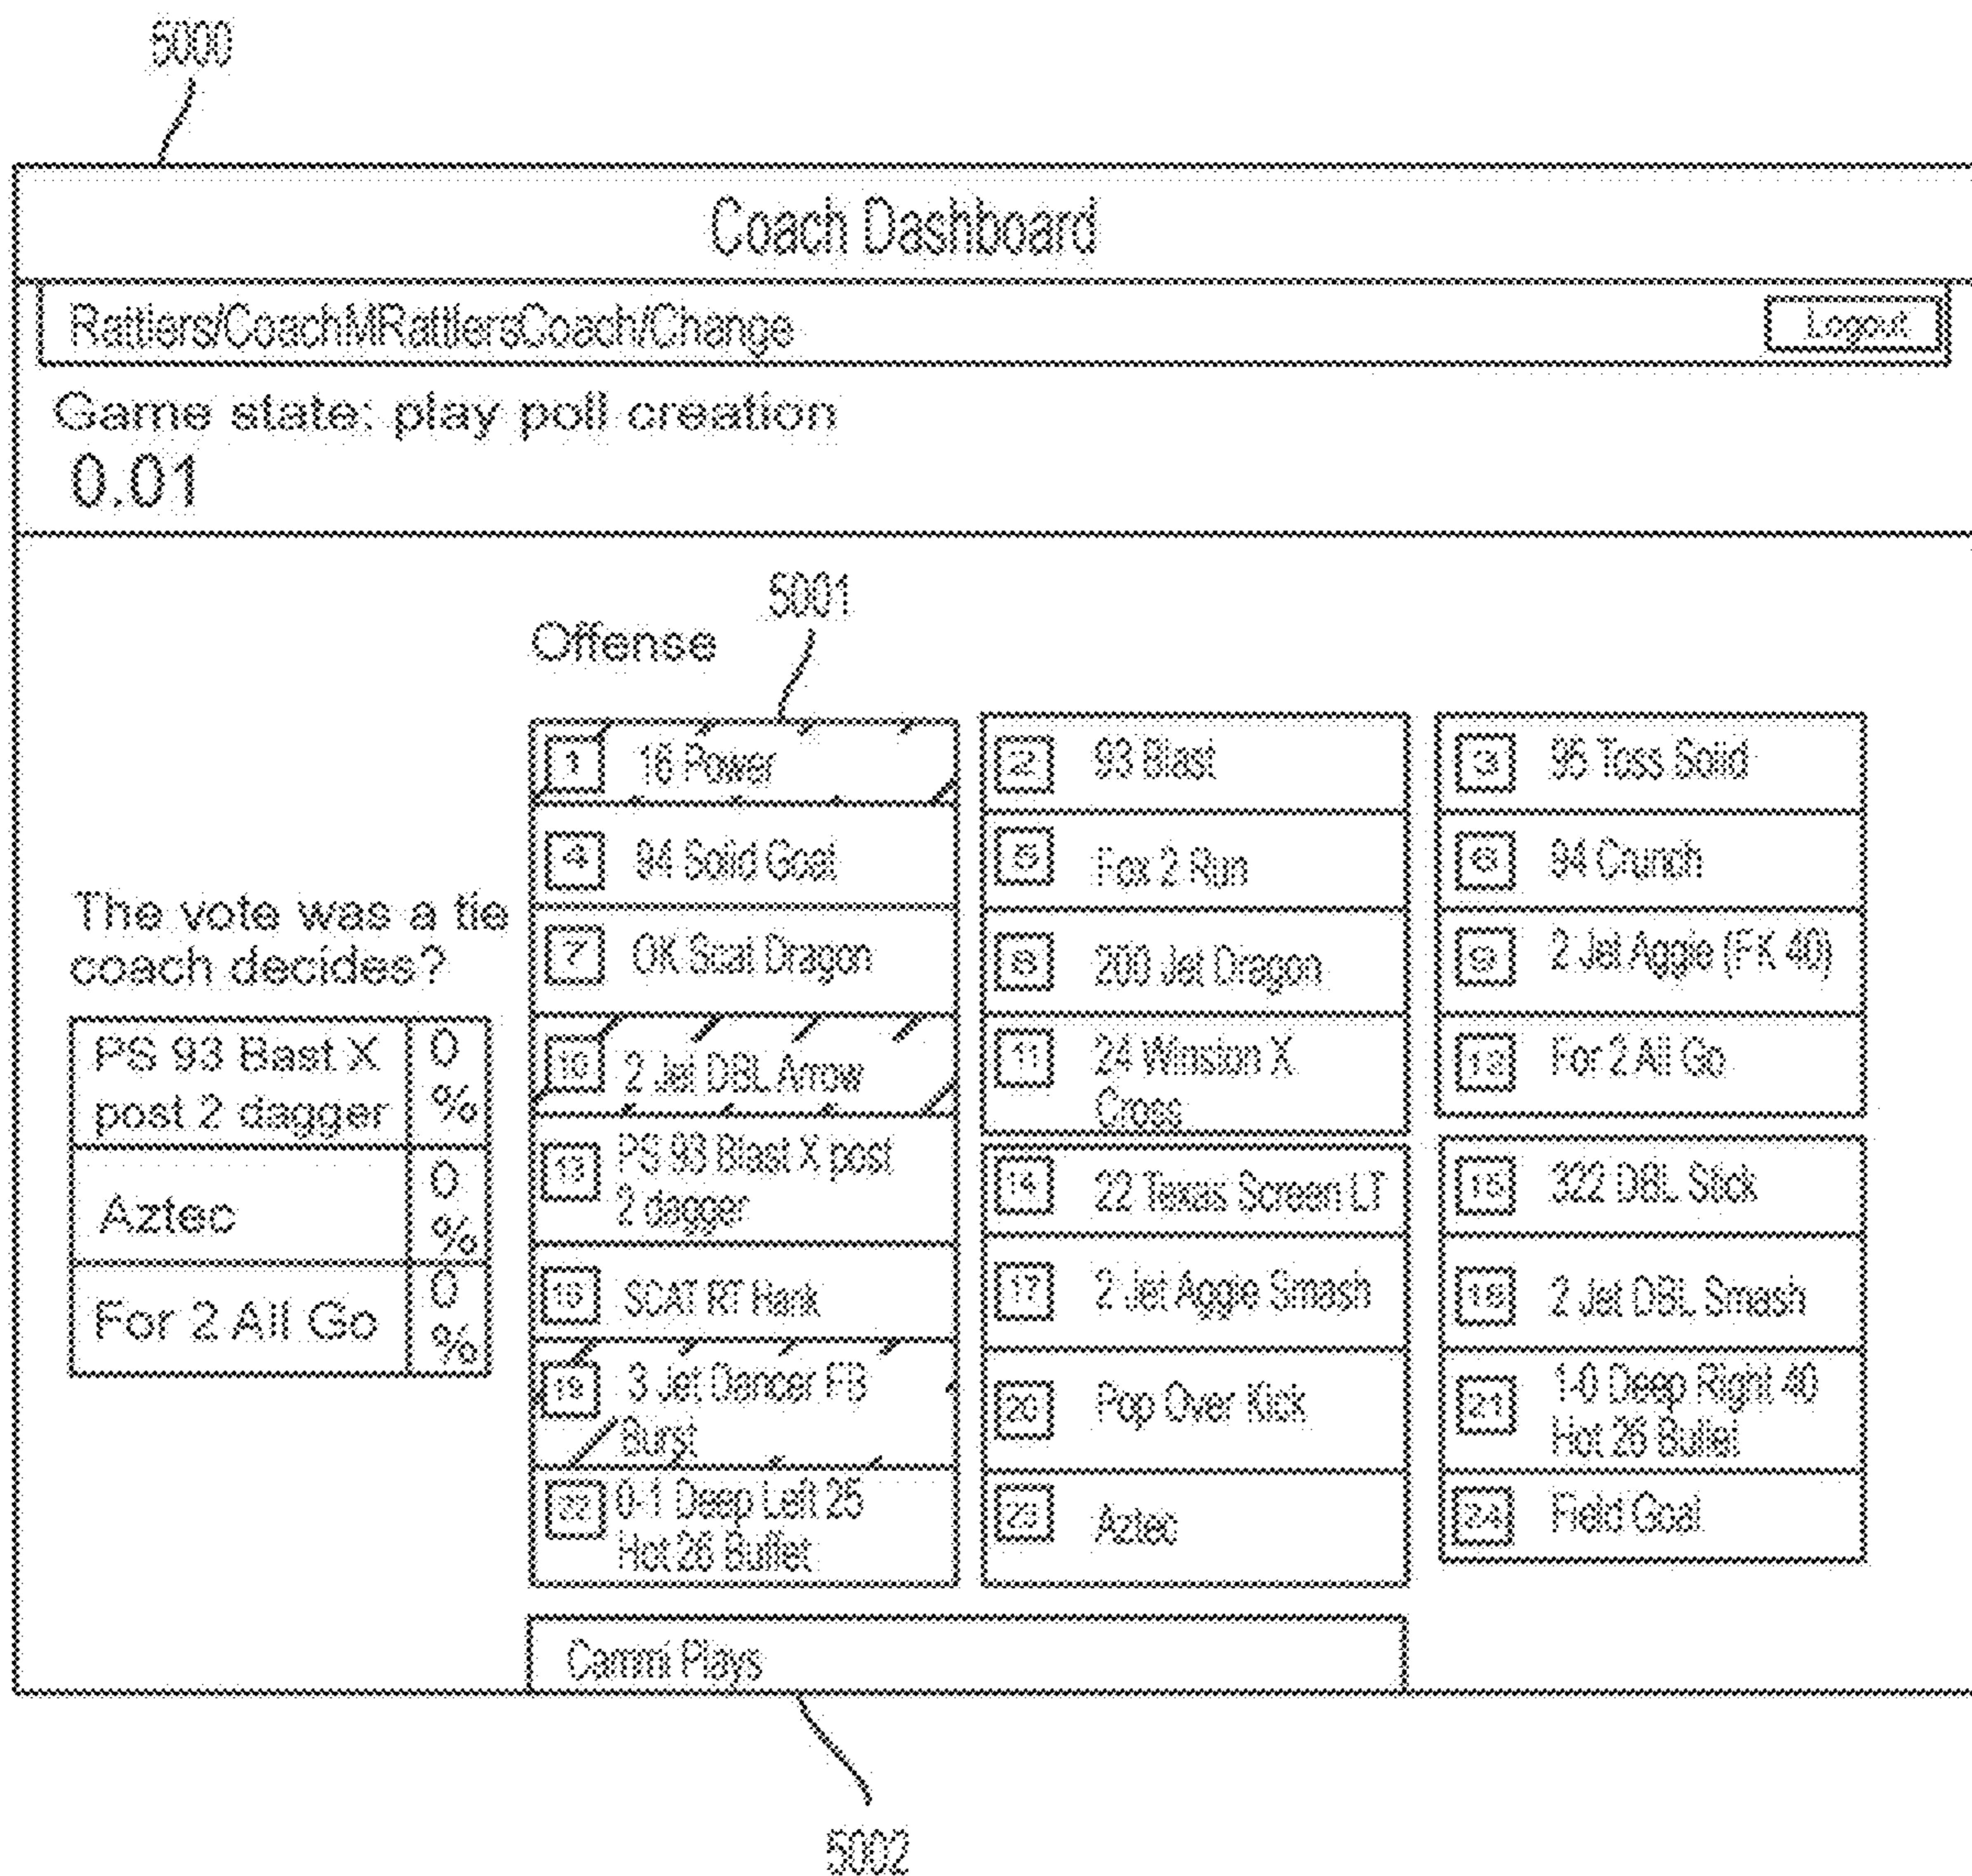 5000
Coach Dashboard
Rattlers/CoachMRattlersCoach/Change
Logout
Game state: play poll creation
0.01
Offense
5001
1 16 Power
2 93 Blast
3 95 Toss Solid
4 94 Solid Goal
5 Fox 2 Run
6 94 Crunch
7 OK Scat Dragon
8 200 Jet Dragon
9 2 Jet Aggie (FK 40)
10 2 Jet DBL Arrow
11 24 Winston X
Cross
12 For 2 All Go
13 PS 93 Blast X post
2 dagger
14 22 Texas Screen LT
15 322 DBL Stick
16 SCAT RT Hank
17 2 Jet Aggie Smash
18 2 Jet DBL Smash
19 3 Jet Dancer FB
Burst
20 Pop Over Kick
21 1-0 Deep Right 40
Hot 26 Bullet
22 0-1 Deep Left 25
Hot 26 Bullet
23 Aztec
24 Field Goal
The vote was a tie
coach decides?
PS 93 Bast X
post 2 dagger
0
%
Aztec
0
%
For 2 All Go
0
%
Plays
5002